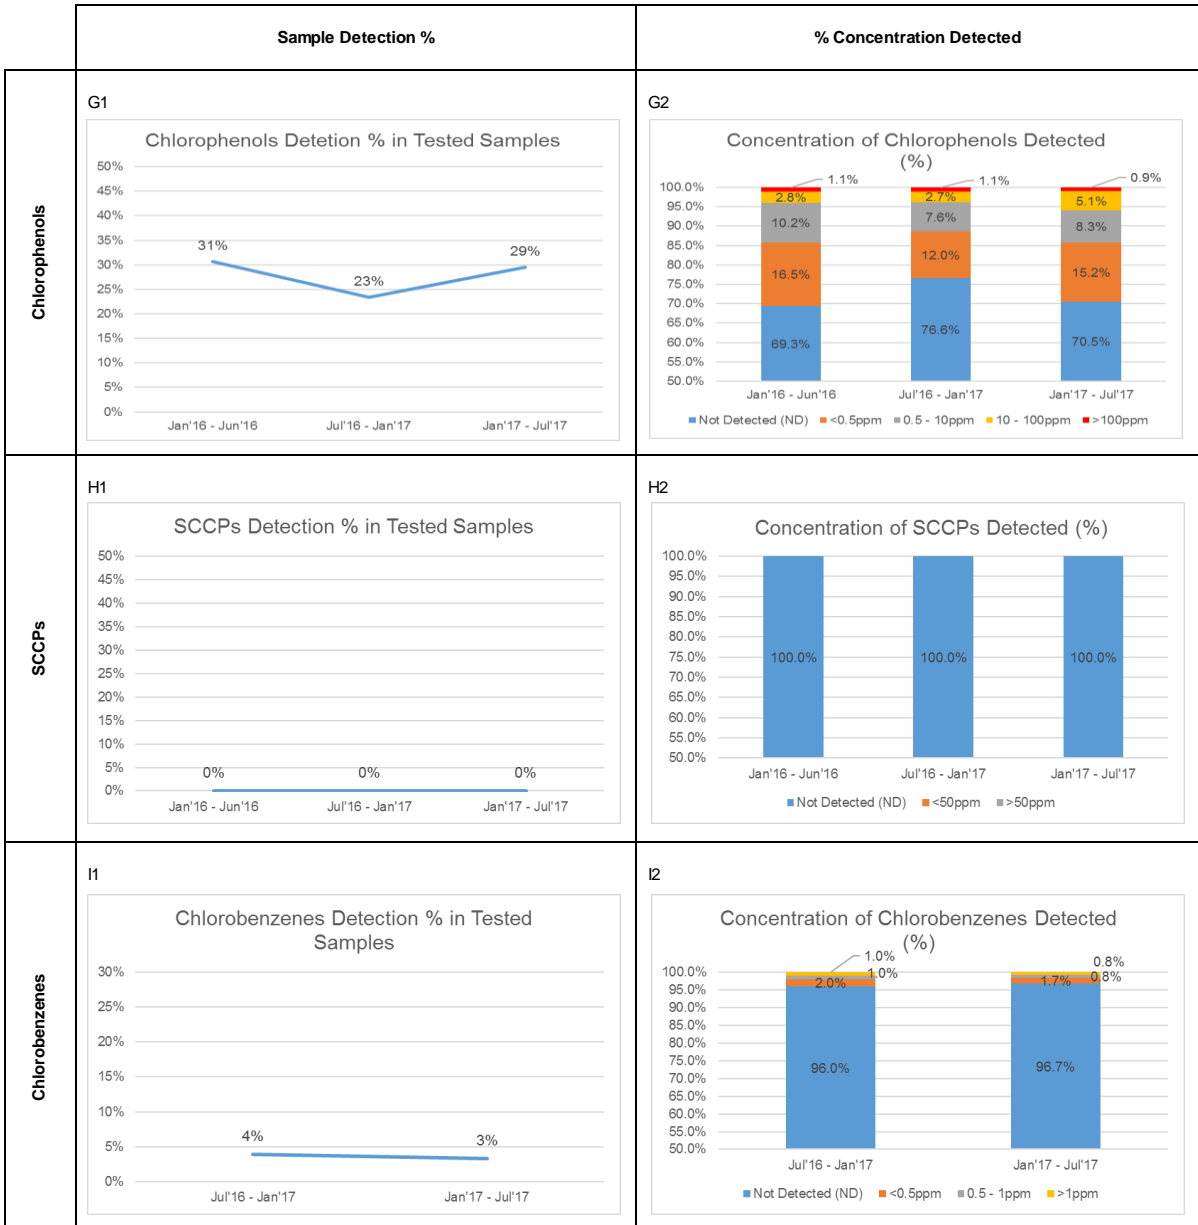 Sample Detection %
% Concentration Detected
Chlorophenols
G1
Chlorophenols Detetion % in Tested Samples
50%
45%
40%
35%
30%
25%
20%
15%
10%
5%
0%
31%
23%
29%
Jan'16 - Jun'16
Jul'16 - Jan'17
Jan'17 - Jul'17
G2
Concentration of Chlorophenols Detected
(%)
100.0%
95.0%
90.0%
85.0%
80.0%
75.0%
70.0%
65.0%
60.0%
55.0%
50.0%
1.1%
2.8%
10.2%
16.5%
69.3%
1.1%
2.7%
7.6%
12.0%
76.6%
0.9%
5.1%
8.3%
15.2%
70.5%
Jan'16 - Jun'16
Jul'16 - Jan'17
Jan'17 - Jul'17
Not Detected (ND) <0.5ppm 0.5 - 10ppm 10 - 100ppm >100ppm
SCCPs
H1
SCCPs Detection % in Tested Samples
50%
45%
40%
35%
30%
25%
20%
15%
10%
5%
0%
0%
0%
0%
Jan'16 - Jun'16
Jul'16 - Jan'17
Jan'17 - Jul'17
H2
Concentration of SCCPs Detected (%)
100.0%
95.0%
90.0%
85.0%
80.0%
75.0%
70.0%
65.0%
60.0%
55.0%
50.0%
100.0%
100.0%
100.0%
Jan'16 - Jun'16
Jul'16 - Jan'17
Jan'17 - Jul'17
Not Detected (ND) <50ppm >50ppm
Chlorobenzenes
I1
Chlorobenzenes Detection % in Tested
Samples
30%
25%
20%
15%
10%
5%
0%
4%
3%
Jul'16 - Jan'17
Jan'17 - Jul'17
I2
Concentration of Chlorobenzenes Detected
(%)
100.0%
95.0%
90.0%
85.0%
80.0%
75.0%
70.0%
65.0%
60.0%
55.0%
50.0%
1.0%
1.0%
2.0%
96.0%
0.8%
0.8%
1.7%
96.7%
Jul'16 - Jan'17
Jan'17 - Jul'17
Not Detected (ND) <0.5ppm 0.5 - 1ppm >1ppm